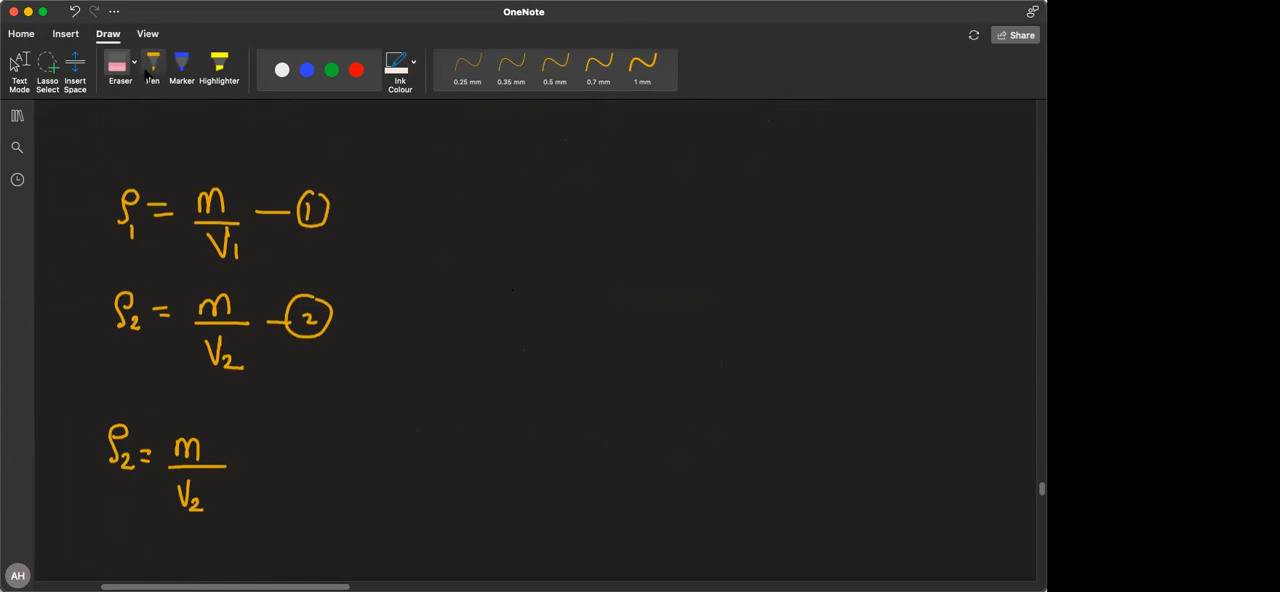 OneNote
Home Insert Draw View
Share
Text Mode
Lasso Select
Insert Space
Eraser
Pen
Marker
Highlighter
Ink Colour
0.25 mm 0.35 mm 0.5 mm 0.7 mm 1 mm
ρ₁ = m/V₁ — ①
ρ₂ = m/V₂ — ②
ρ₂ = m/V₂
AH